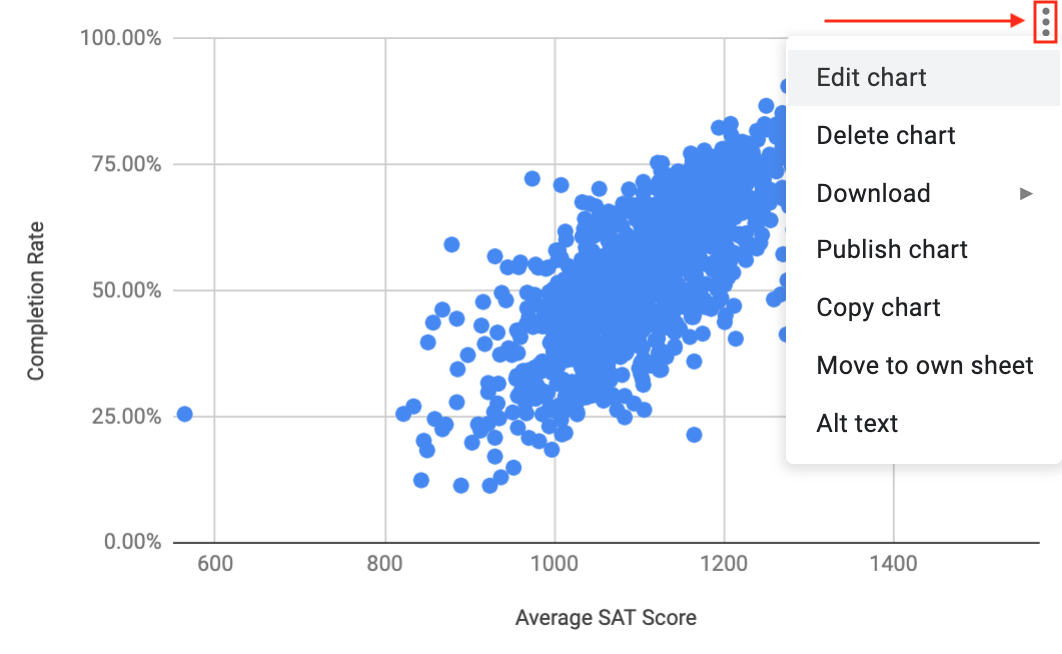 100.00%
75.00%
50.00%
25.00%
0.00%
Completion Rate
600 800 1000 1200 1400
Average SAT Score
Edit chart
Delete chart
Download
Publish chart
Copy chart
Move to own sheet
Alt text